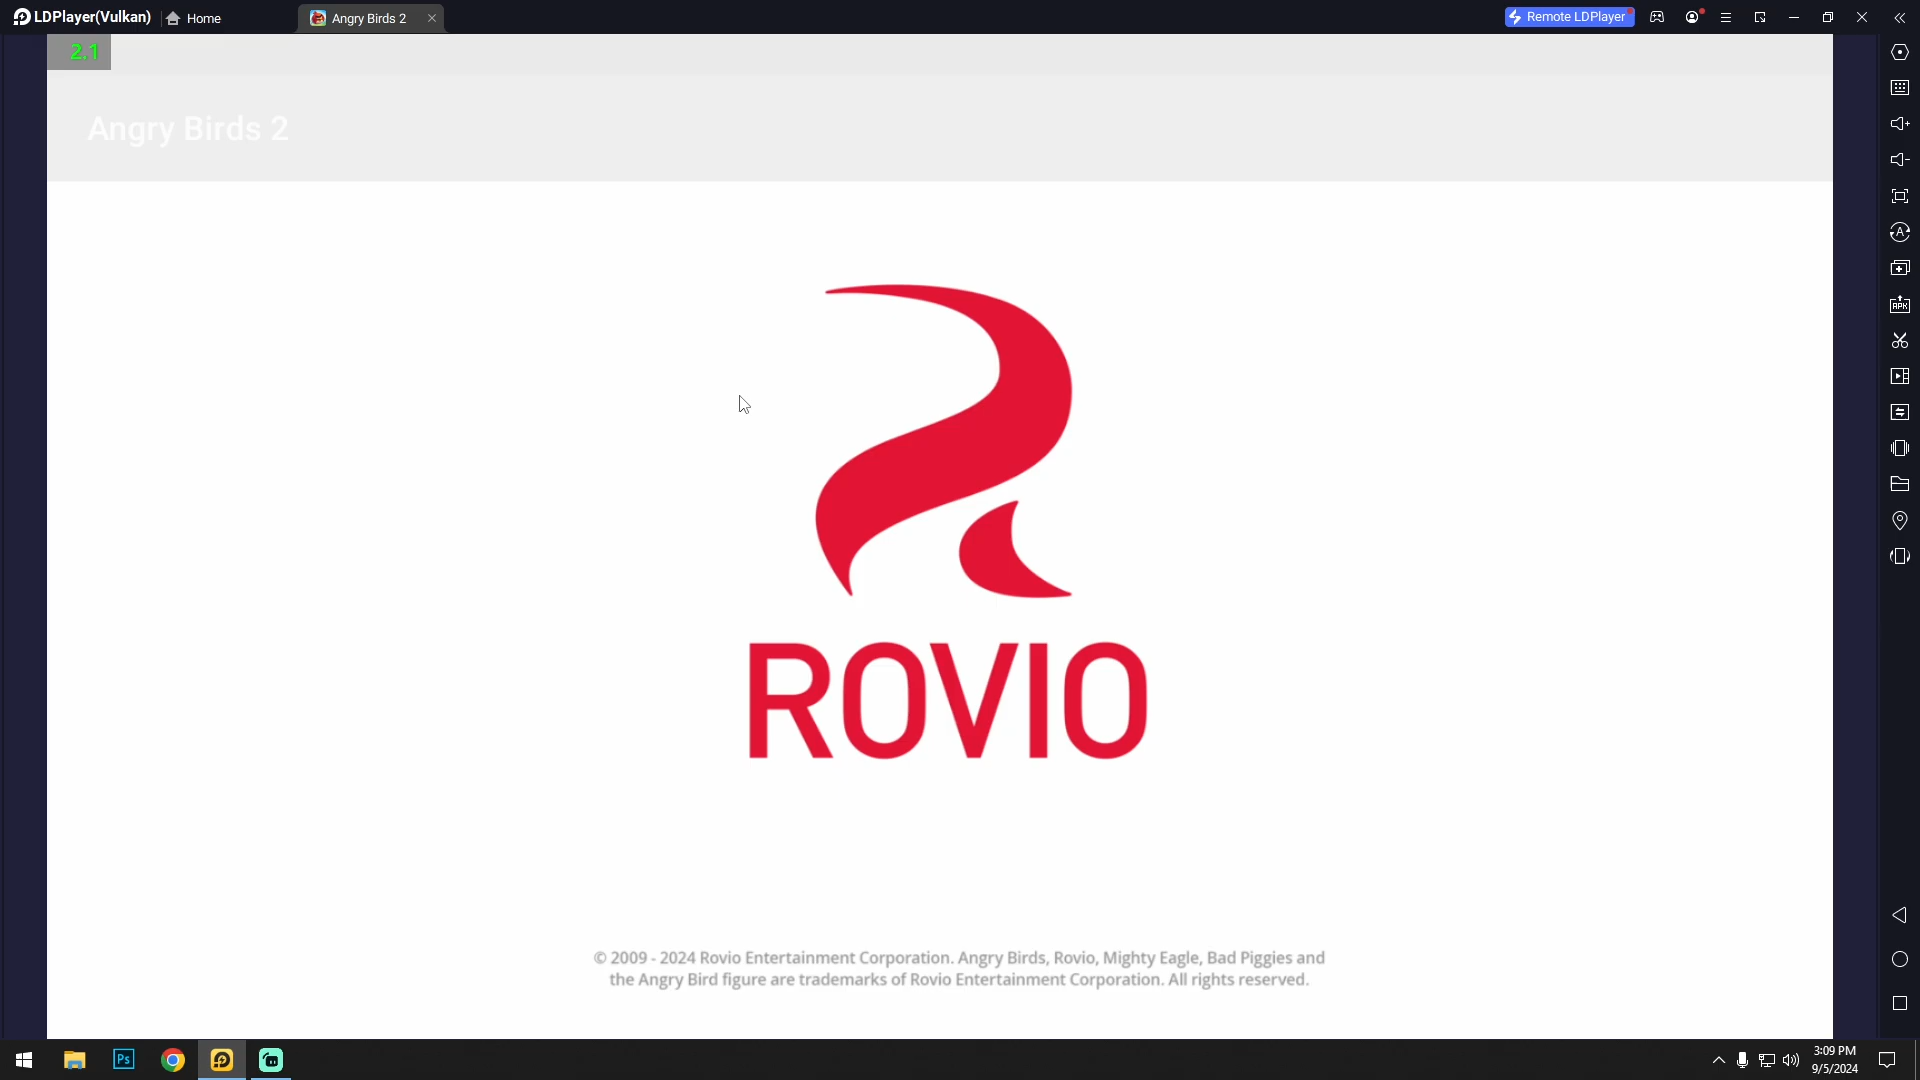 LDPlayer(Vulkan)
Home
Angry Birds 2
Remote LDPlayer
2.1
Angry Birds 2
A
APK
ROVIO
© 2009 - 2024 Rovio Entertainment Corporation. Angry Birds, Rovio, Mighty Eagle, Bad Piggies and
the Angry Bird figure are trademarks of Rovio Entertainment Corporation. All rights reserved.
Ps
3:09 PM
9/5/2024